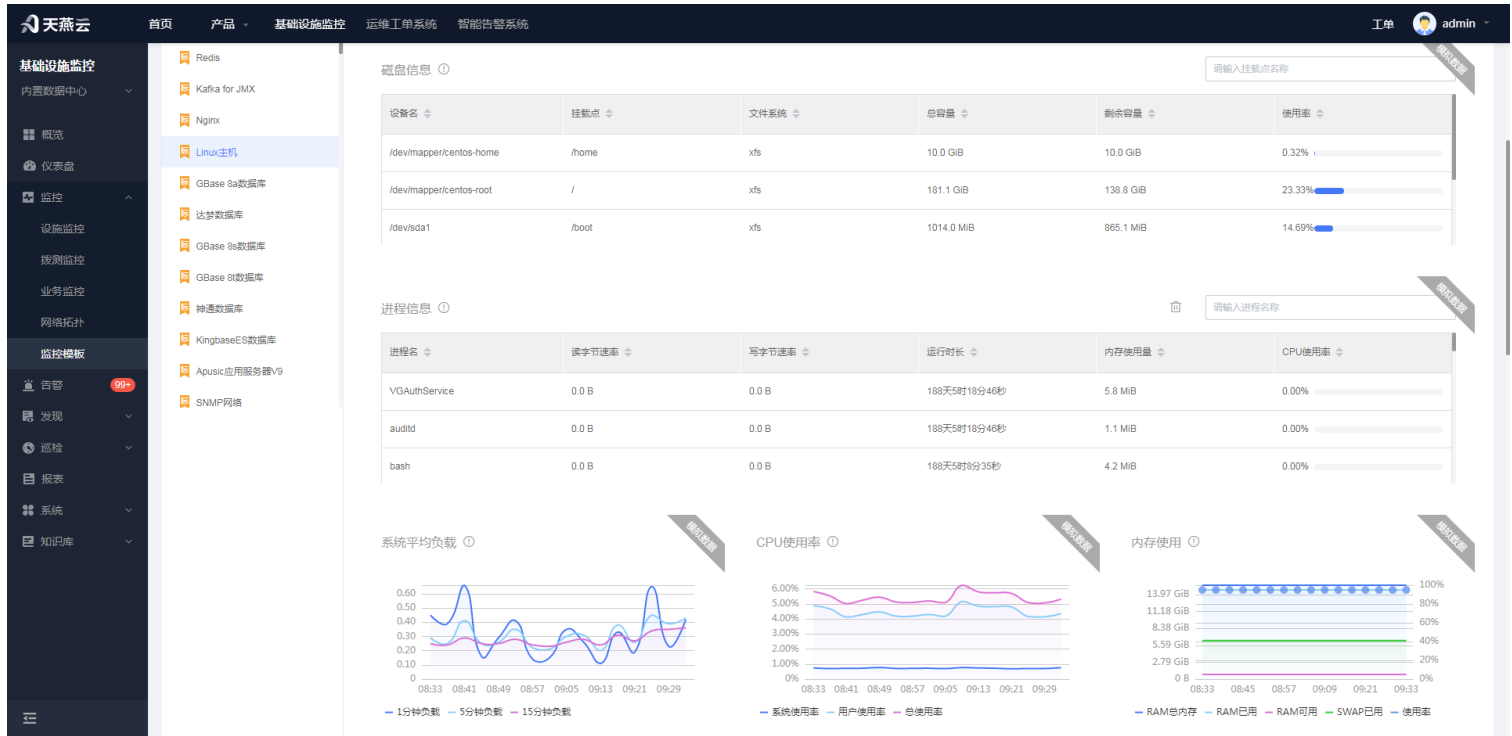 天燕云 首页 产品 基础设施监控 运维工单系统 智能告警系统 工单 admin
基础设施监控
内置数据中心
概览
仪表盘
监控
设施监控
拨测监控
业务监控
网络拓扑
监控模板
告警 99+
发现
巡检
报表
系统
知识库
Redis
Kafka for JMX
Nginx
Linux主机
GBase 8a数据库
达梦数据库
GBase 8s数据库
GBase 8t数据库
神通数据库
KingbaseES数据库
Apusic应用服务器V9
SNMP网络
磁盘信息 请输入挂载点名称 模拟数据
设备名 挂载点 文件系统 总容量 剩余容量 使用率
/dev/mapper/centos-home /home xfs 10.0 GiB 10.0 GiB 0.32%
/dev/mapper/centos-root / xfs 181.1 GiB 138.8 GiB 23.33%
/dev/sda1 /boot xfs 1014.0 MiB 865.1 MiB 14.69%
进程信息 请输入进程名称 模拟数据
进程名 读字节速率 写字节速率 运行时长 内存使用量 CPU使用率
VGAuthService 0.0 B 0.0 B 188天5时18分46秒 5.8 MiB 0.00%
auditd 0.0 B 0.0 B 188天5时18分46秒 1.1 MiB 0.00%
bash 0.0 B 0.0 B 188天5时8分35秒 4.2 MiB 0.00%
系统平均负载 模拟数据
0.60
0.50
0.40
0.30
0.20
0.10
0
08:33 08:41 08:49 08:57 09:05 09:13 09:21 09:29
1分钟负载 5分钟负载 15分钟负载
CPU使用率 模拟数据
6.00%
5.00%
4.00%
3.00%
2.00%
1.00%
0%
08:33 08:41 08:49 08:57 09:05 09:13 09:21 09:29
系统使用率 用户使用率 总使用率
内存使用 模拟数据
13.97 GiB 100%
11.18 GiB 80%
8.38 GiB 60%
5.59 GiB 40%
2.79 GiB 20%
0 B 0%
08:33 08:45 08:57 09:09 09:21 09:33
RAM总内存 RAM已用 RAM可用 SWAP已用 使用率